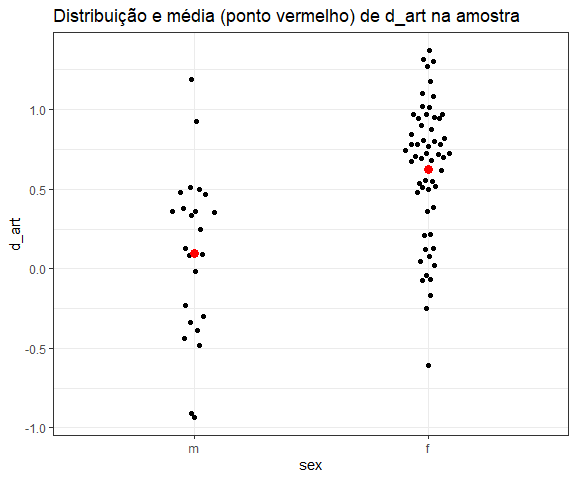 Distribuição e média (ponto vermelho) de d_art na amostra
d_art
1.0
0.5
0.0
-0.5
-1.0
m f
sex